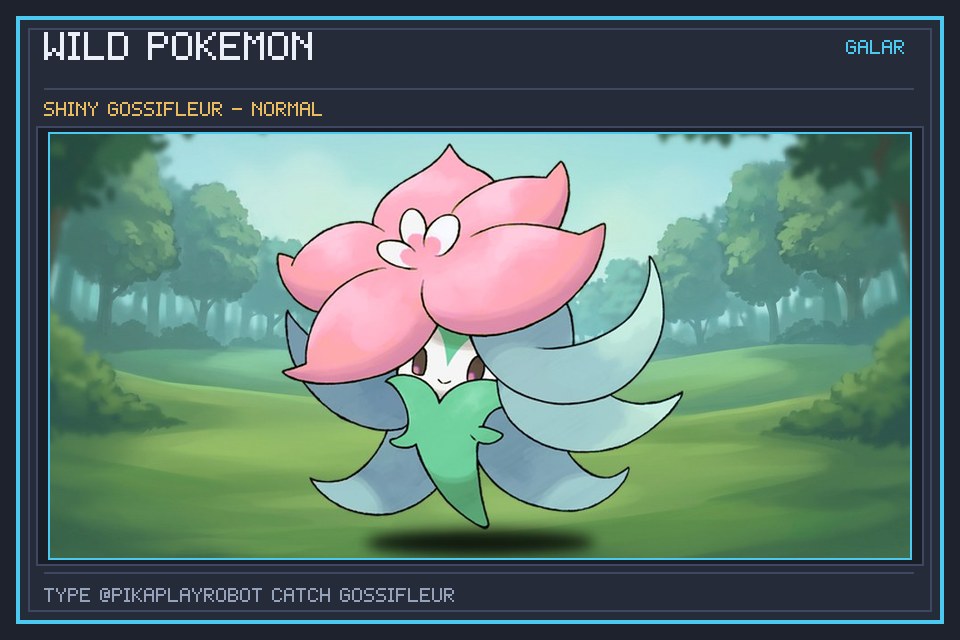 WILD POKEMON
GALAR
SHINY GOSSIFLEUR - NORMAL
TYPE @PIKAPLAYROBOT CATCH GOSSIFLEUR